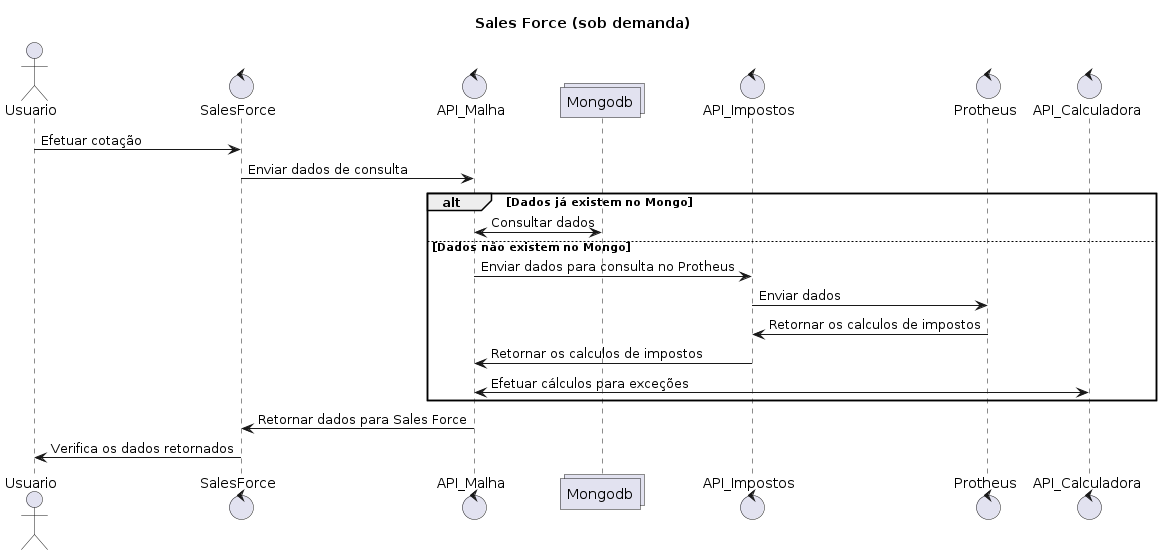 Sales Force (sob demanda)
Usuario
SalesForce
API_Malha
Mongodb
API_Impostos
Protheus
API_Calculadora
Efetuar cotação
Enviar dados de consulta
alt [Dados já existem no Mongo]
Consultar dados
[Dados não existem no Mongo]
Enviar dados para consulta no Protheus
Enviar dados
Retornar os calculos de impostos
Retornar os calculos de impostos
Efetuar cálculos para exceções
Retornar dados para Sales Force
Verifica os dados retornados
Usuario
SalesForce
API_Malha
Mongodb
API_Impostos
Protheus
API_Calculadora